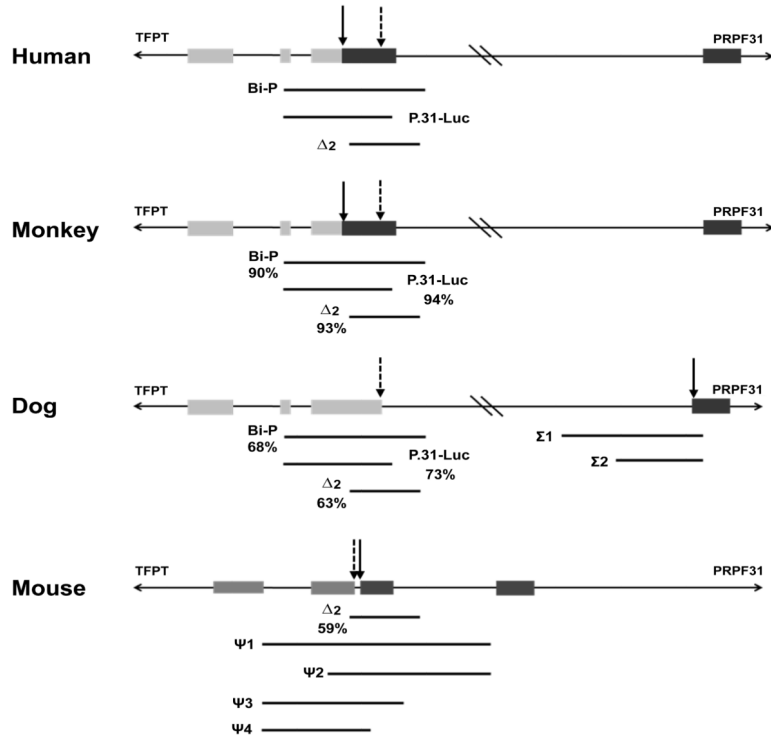 TFPT PRPF31
Human
Bi-P
P.31-Luc
Δ2
TFPT PRPF31
Monkey
Bi-P
90%
P.31-Luc
94%
Δ2
93%
TFPT PRPF31
Dog
Bi-P
68%
Σ1
P.31-Luc
73%
Σ2
Δ2
63%
TFPT PRPF31
Mouse
Δ2
59%
Ψ1
Ψ2
Ψ3
Ψ4